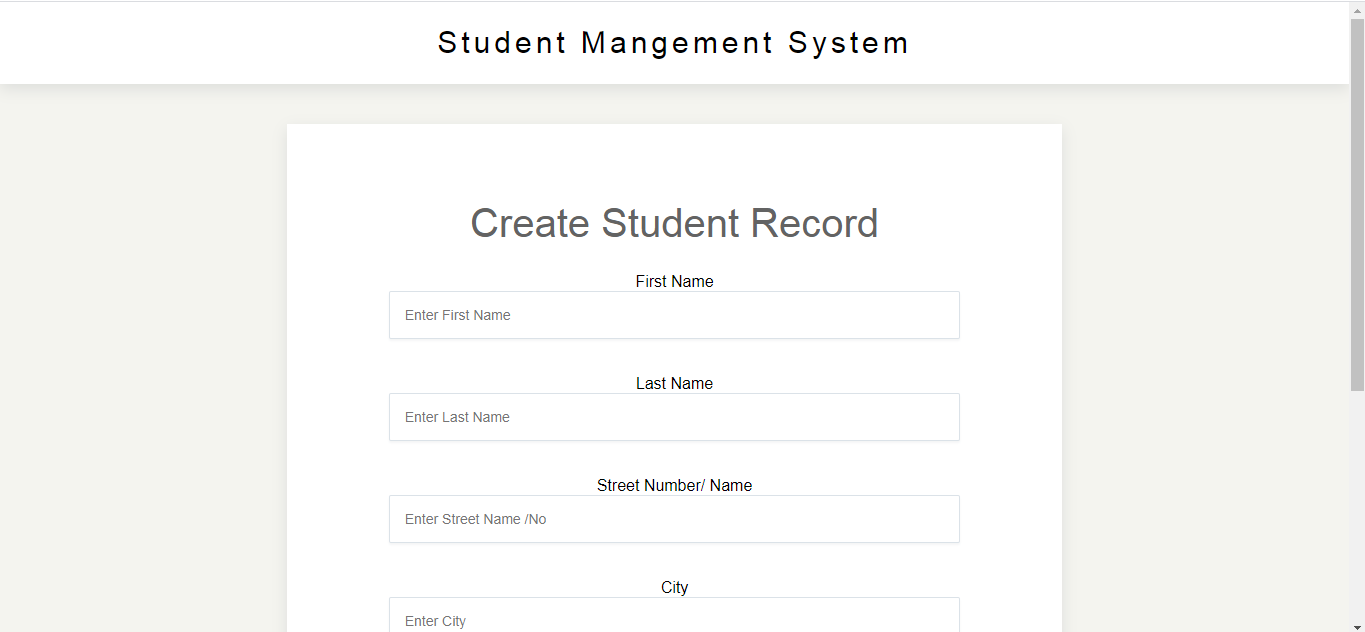 Student Mangement System
Create Student Record
First Name
Enter First Name
Last Name
Enter Last Name
Street Number/ Name
Enter Street Name /No
City
Enter City